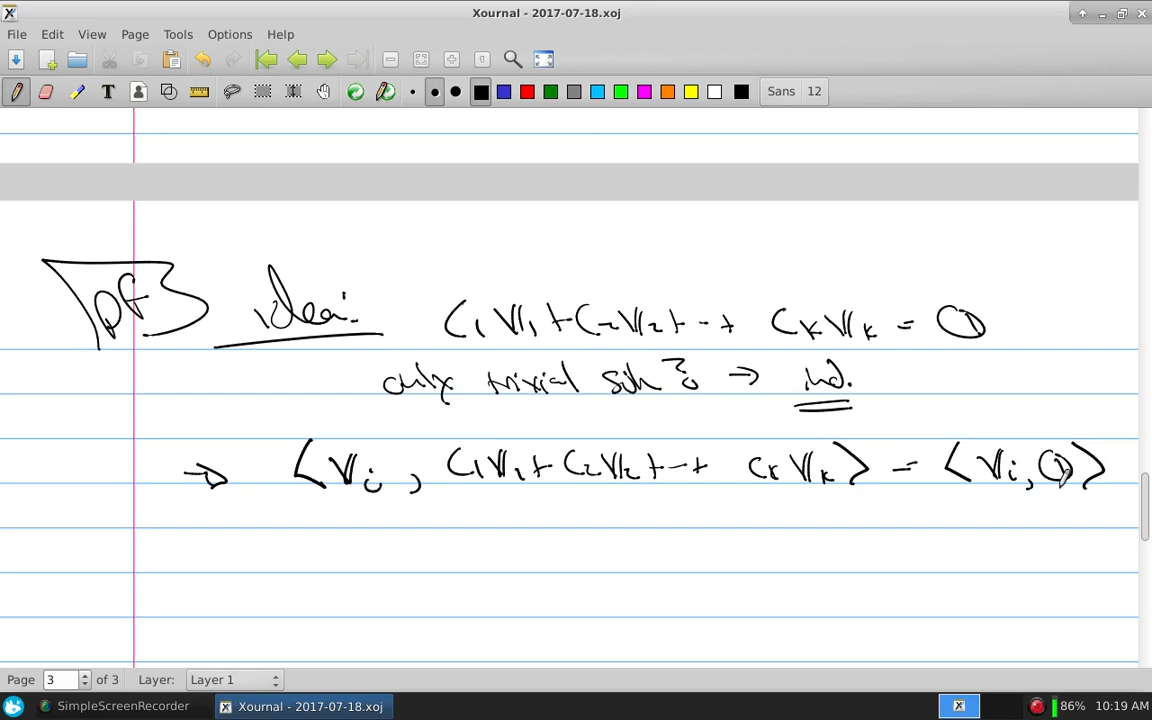 Xournal - 2017-07-18.xoj
File Edit View Page Tools Options Help
Sans 12
pf idea: C₁V₁+C₂V₂+--+ CₖVₖ = 0
only trivial soln? → ind.
→ ⟨Vᵢ, C₁V₁+C₂V₂+--+ CₖVₖ⟩ = ⟨Vᵢ, 0⟩
Page 3 of 3 Layer: Layer 1
SimpleScreenRecorder Xournal - 2017-07-18.xoj 86% 10:19 AM